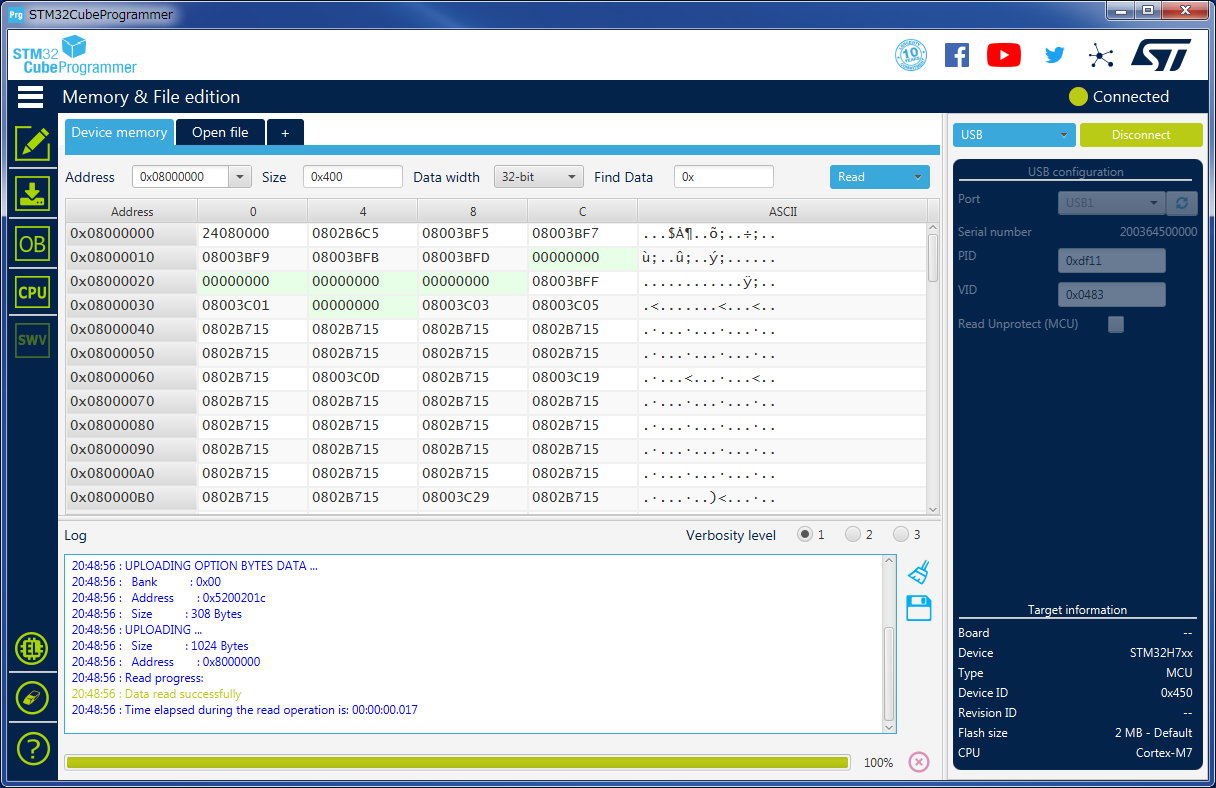 Prg STM32CubeProgrammer
STM32
CubeProgrammer
10
Memory & File edition
Connected
Device memory Open file +
USB Disconnect
Address 0x08000000 Size 0x400 Data width 32-bit Find Data 0x Read
Address 0 4 8 C ASCII
0x08000000 24080000 0802B6C5 08003BF5 08003BF7 ...$Å¶..õ;..÷;..
0x08000010 08003BF9 08003BFB 08003BFD 00000000 ù;..û;..ý;......
0x08000020 00000000 00000000 00000000 08003BFF ............ÿ;..
0x08000030 08003C01 00000000 08003C03 08003C05 .<.......<...<..
0x08000040 0802B715 0802B715 0802B715 0802B715 .·...·...·...·..
0x08000050 0802B715 0802B715 0802B715 0802B715 .·...·...·...·..
0x08000060 0802B715 08003C0D 0802B715 08003C19 .·...<...·...<..
0x08000070 0802B715 0802B715 0802B715 0802B715 .·...·...·...·..
0x08000080 0802B715 0802B715 0802B715 0802B715 .·...·...·...·..
0x08000090 0802B715 0802B715 0802B715 0802B715 .·...·...·...·..
0x080000A0 0802B715 0802B715 0802B715 0802B715 .·...·...·...·..
0x080000B0 0802B715 0802B715 08003C29 0802B715 .·...·..)<...·..
OB
CPU
SWV
USB configuration
Port USB1
Serial number 200364500000
PID 0xdf11
VID 0x0483
Read Unprotect (MCU)
Log Verbosity level 1 2 3
20:48:56 : UPLOADING OPTION BYTES DATA ...
20:48:56 : Bank : 0x00
20:48:56 : Address : 0x5200201c
20:48:56 : Size : 308 Bytes
20:48:56 : UPLOADING ...
20:48:56 : Size : 1024 Bytes
20:48:56 : Address : 0x8000000
20:48:56 : Read progress:
20:48:56 : Data read successfully
20:48:56 : Time elapsed during the read operation is: 00:00:00.017
100%
Target information
Board --
Device STM32H7xx
Type MCU
Device ID 0x450
Revision ID --
Flash size 2 MB - Default
CPU Cortex-M7